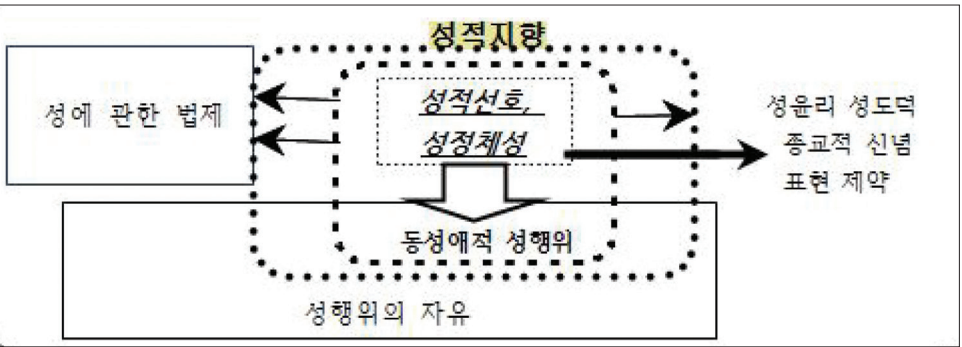 성적지향
성에 관한 법제
성적선호,
성정체성
성윤리 성도덕
종교적 신념
표현 제약
동성애적 성행위
성행위의 자유